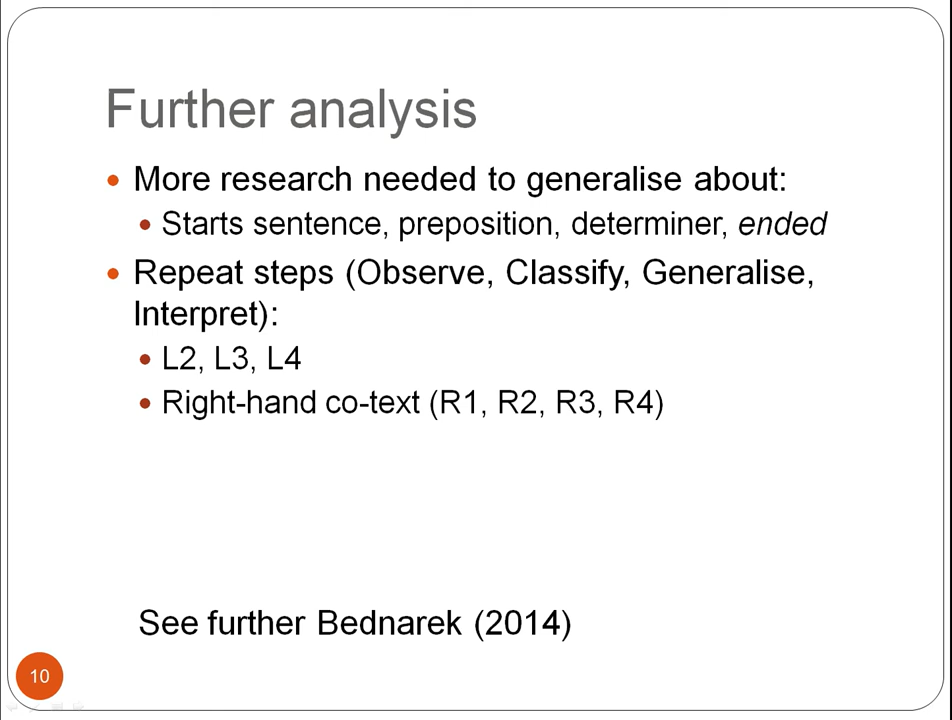 Further analysis
More research needed to generalise about:
Starts sentence, preposition, determiner, ended
Repeat steps (Observe, Classify, Generalise,
Interpret):
L2, L3, L4
Right-hand co-text (R1, R2, R3, R4)
See further Bednarek (2014)
10